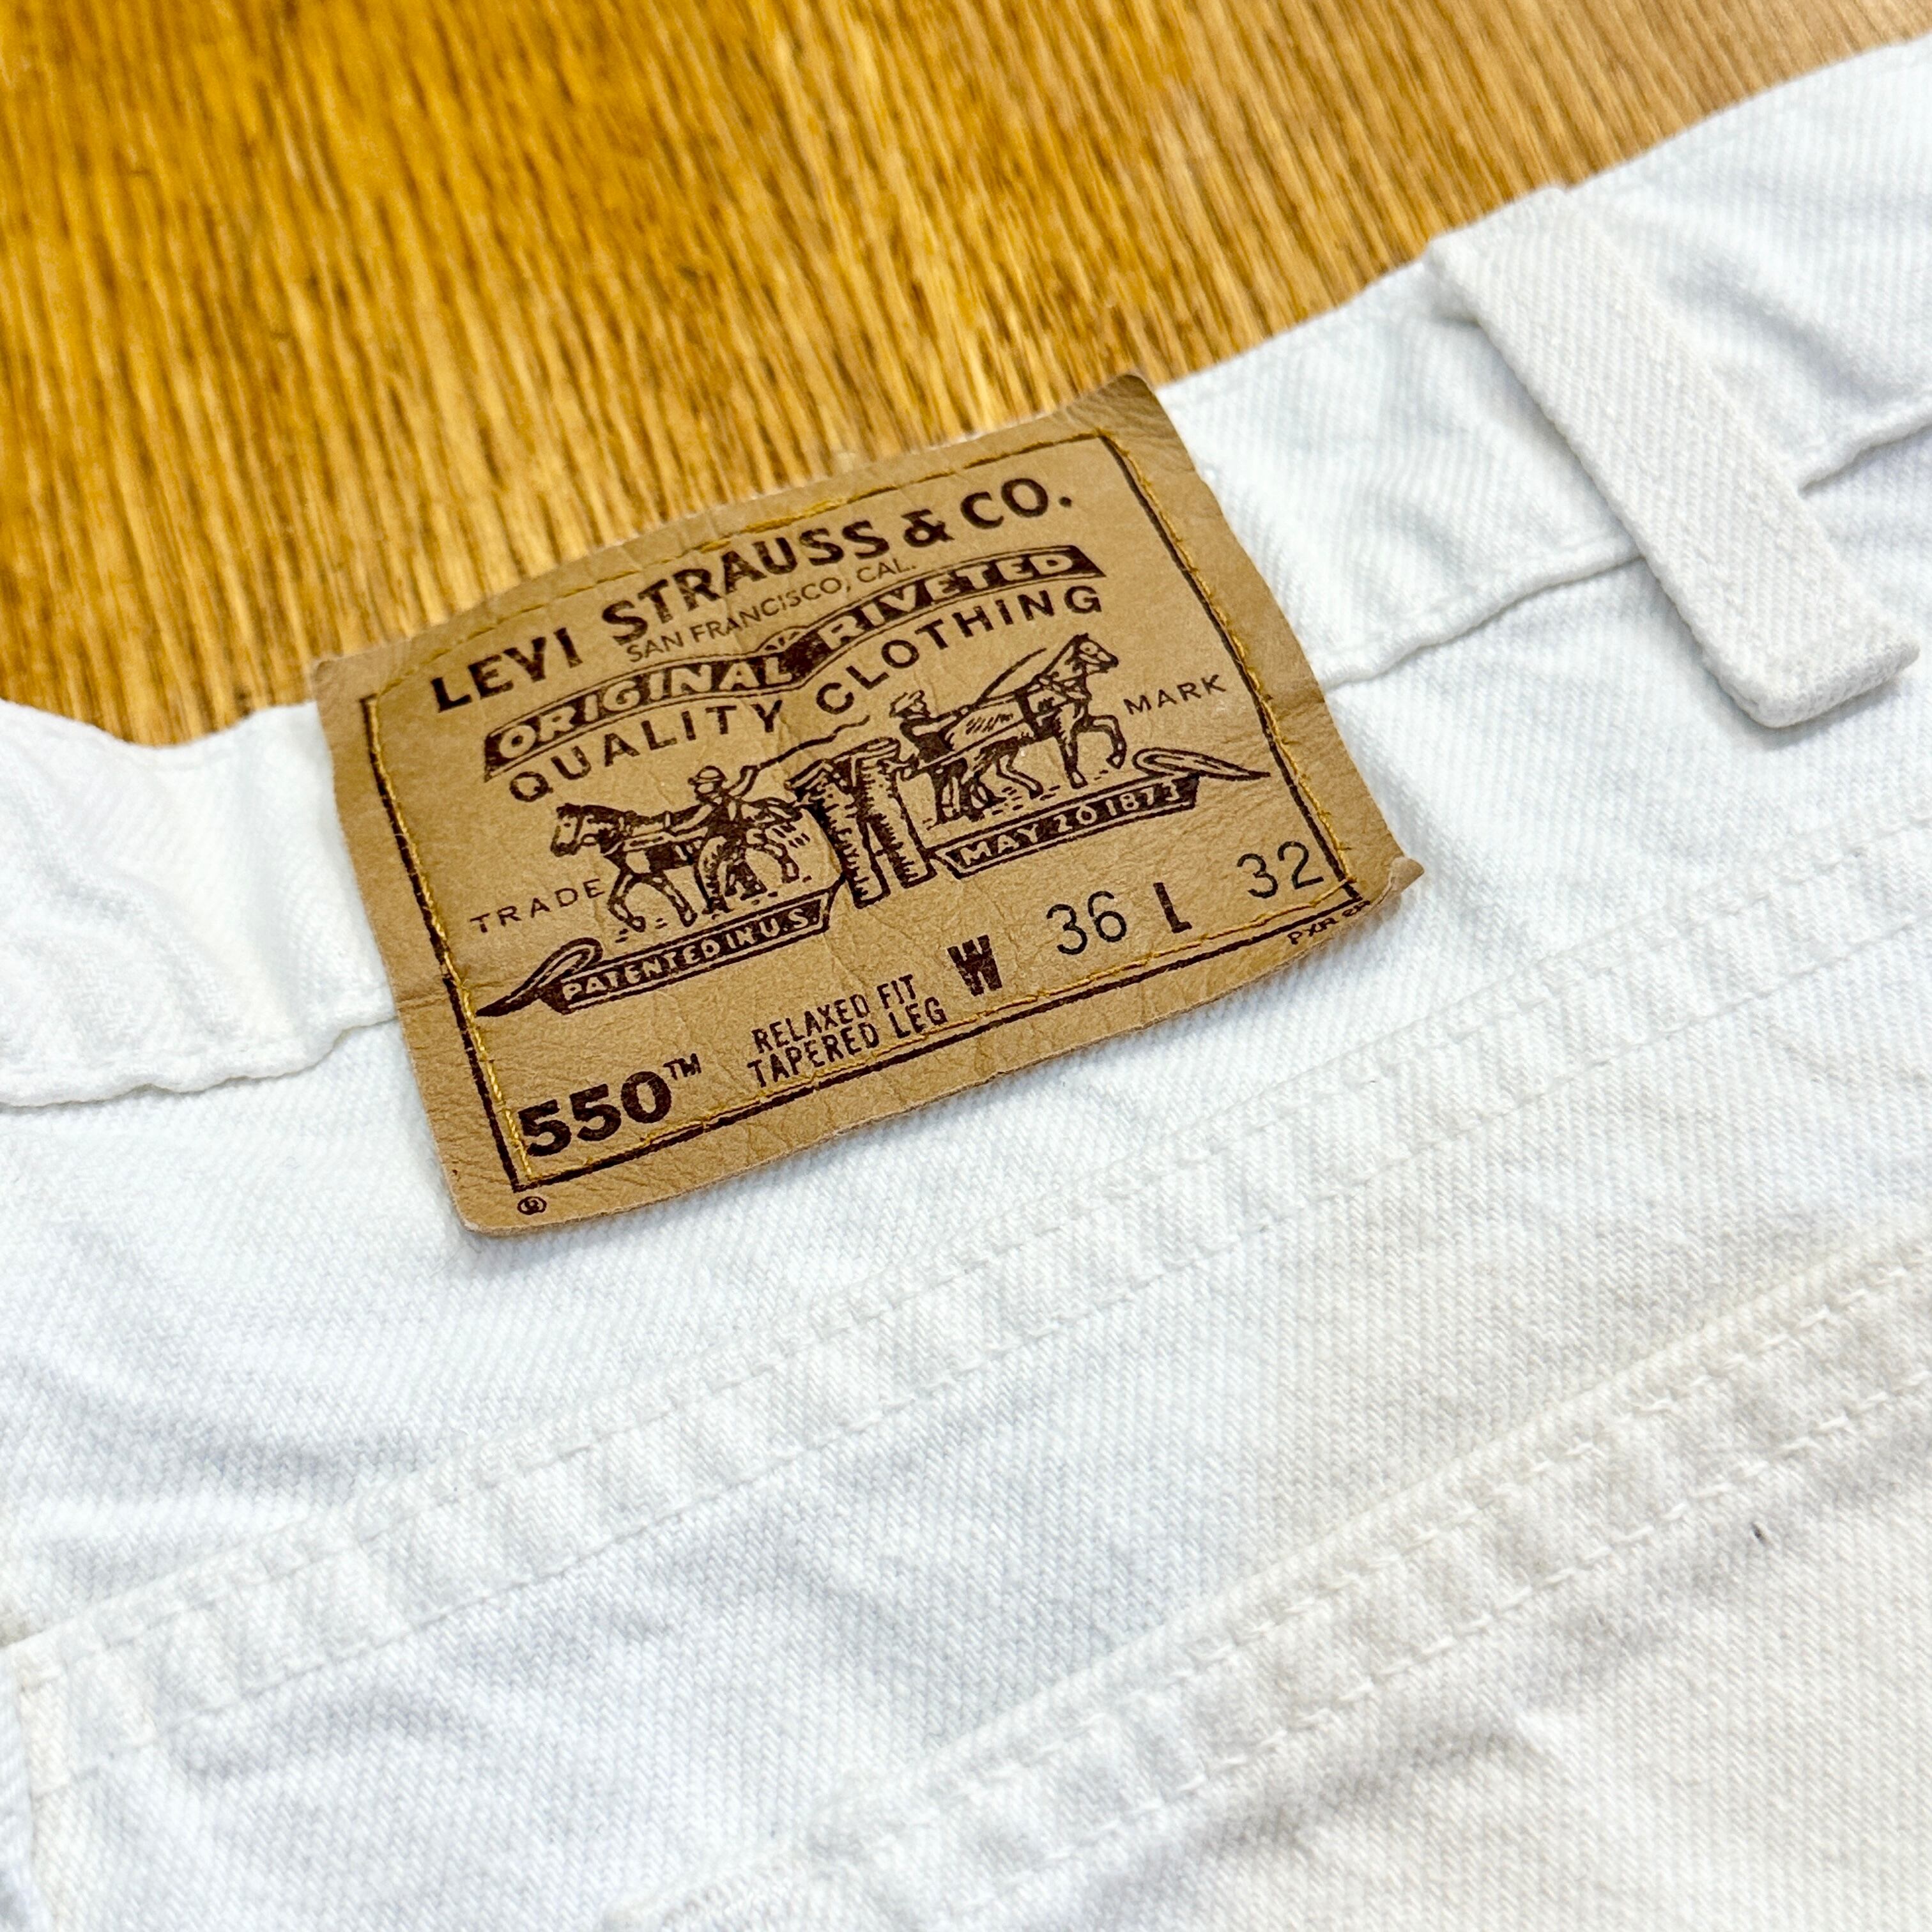 LEVI STRAUSS & CO.
SAN FRANCISCO, CAL.
ORIGINAL RIVETED
QUALITY CLOTHING
TRADE MARK
PATENTED IN U.S. MAY 20 1873
550™ RELAXED FIT
TAPERED LEG
W 36 L 32
®